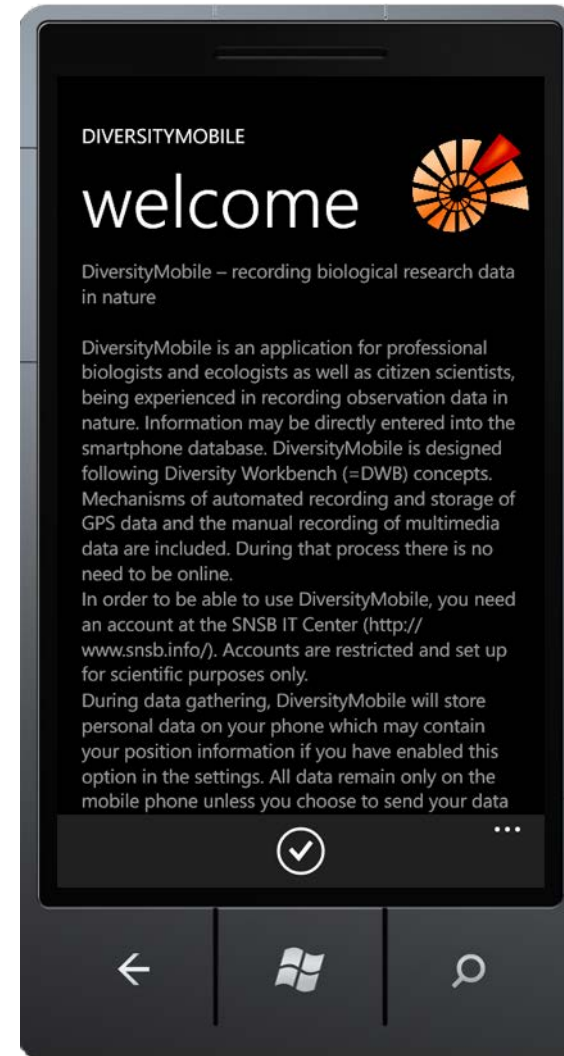 DIVERSITYMOBILE
welcome
DiversityMobile – recording biological research data
in nature
DiversityMobile is an application for professional
biologists and ecologists as well as citizen scientists,
being experienced in recording observation data in
nature. Information may be directly entered into the
smartphone database. DiversityMobile is designed
following Diversity Workbench (=DWB) concepts.
Mechanisms of automated recording and storage of
GPS data and the manual recording of multimedia
data are included. During that process there is no
need to be online.
In order to be able to use DiversityMobile, you need
an account at the SNSB IT Center (http://
www.snsb.info/). Accounts are restricted and set up
for scientific purposes only.
During data gathering, DiversityMobile will store
personal data on your phone which may contain
your position information if you have enabled this
option in the settings. All data remain only on the
mobile phone unless you choose to send your data